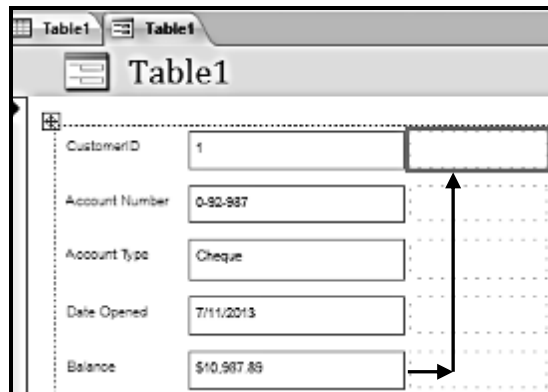 Table1 Table1
Table1
CustomerID 1
Account Number 0-92-987
Account Type Cheque
Date Opened 7/11/2013
Balance $10,987.89